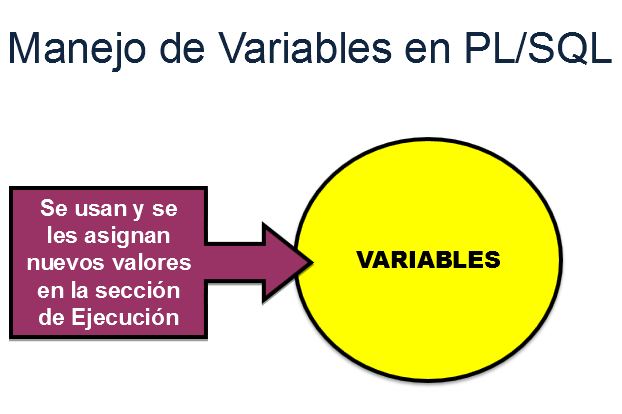 Manejo de Variables en PL/SQL
Se usan y se
les asignan
nuevos valores
en la sección
de Ejecución
VARIABLES